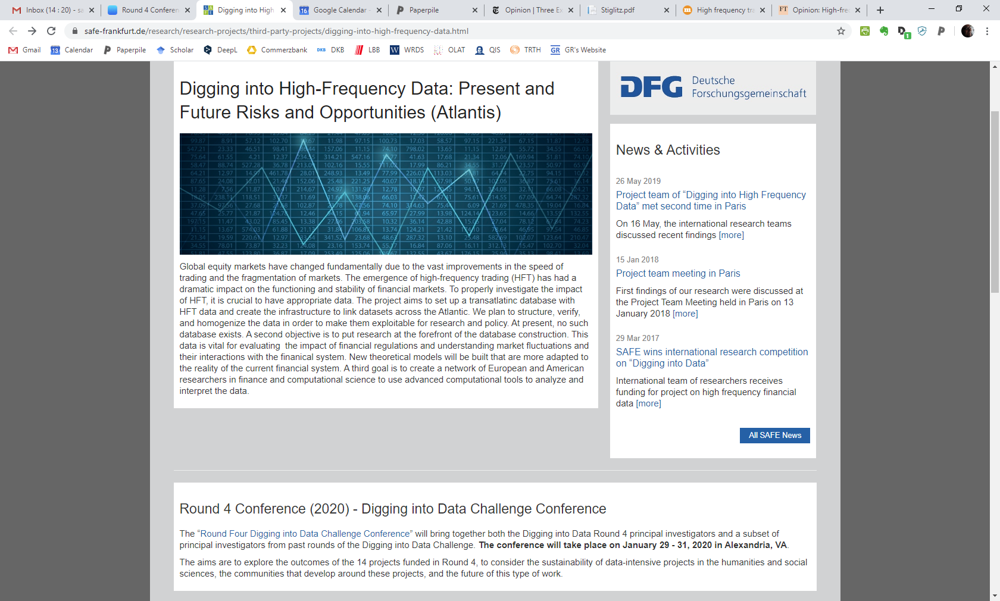 Inbox (14 : 20) - sa
Round 4 Conferen
Digging into High
Google Calendar -
Paperpile
Opinion | Three Ex
Stiglitz.pdf
High frequency tra
Opinion: High-fre
safe-frankfurt.de/research/research-projects/third-party-projects/digging-into-high-frequency-data.html
Gmail
Calendar
Paperpile
Scholar
DeepL
Commerzbank
DKB
LBB
WRDS
OLAT
QIS
TRTH
GR's Website
Digging into High-Frequency Data: Present and
Future Risks and Opportunities (Atlantis)
Global equity markets have changed fundamentally due to the vast improvements in the speed of
trading and the fragmentation of markets. The emergence of high-frequency trading (HFT) has had a
dramatic impact on the functioning and stability of financial markets. To properly investigate the impact
of HFT, it is crucial to have appropriate data. The project aims to set up a transatlatinc database with
HFT data and create the infrastructure to link datasets across the Atlantic. We plan to structure, verify,
and homogenize the data in order to make them exploitable for research and policy. At present, no such
database exists. A second objective is to put research at the forefront of the database construction. This
data is vital for evaluating  the impact of financial regulations and understanding market fluctuations and
their interactions with the finanical system. New theoretical models will be built that are more adapted to
the reality of the current financial system. A third goal is to create a network of European and American
researchers in finance and computational science to use advanced computational tools to analyze and
interpret the data.
DFG Deutsche
Forschungsgemeinschaft
News & Activities
26 May 2019
Project team of “Digging into High Frequency
Data” met second time in Paris
On 16 May, the international research teams
discussed recent findings [more]
15 Jan 2018
Project team meeting in Paris
First findings of our research were discussed at
the Project Team Meeting held in Paris on 13
January 2018 [more]
29 Mar 2017
SAFE wins international research competition
on “Digging into Data”
International team of researchers receives
funding for project on high frequency financial
data [more]
All SAFE News
Round 4 Conference (2020) - Digging into Data Challenge Conference
The “Round Four Digging into Data Challenge Conference” will bring together both the Digging into Data Round 4 principal investigators and a subset of
principal investigators from past rounds of the Digging into Data Challenge. The conference will take place on January 29 - 31, 2020 in Alexandria, VA.
The aims are to explore the outcomes of the 14 projects funded in Round 4, to consider the sustainability of data-intensive projects in the humanities and social
sciences, the communities that develop around these projects, and the future of this type of work.